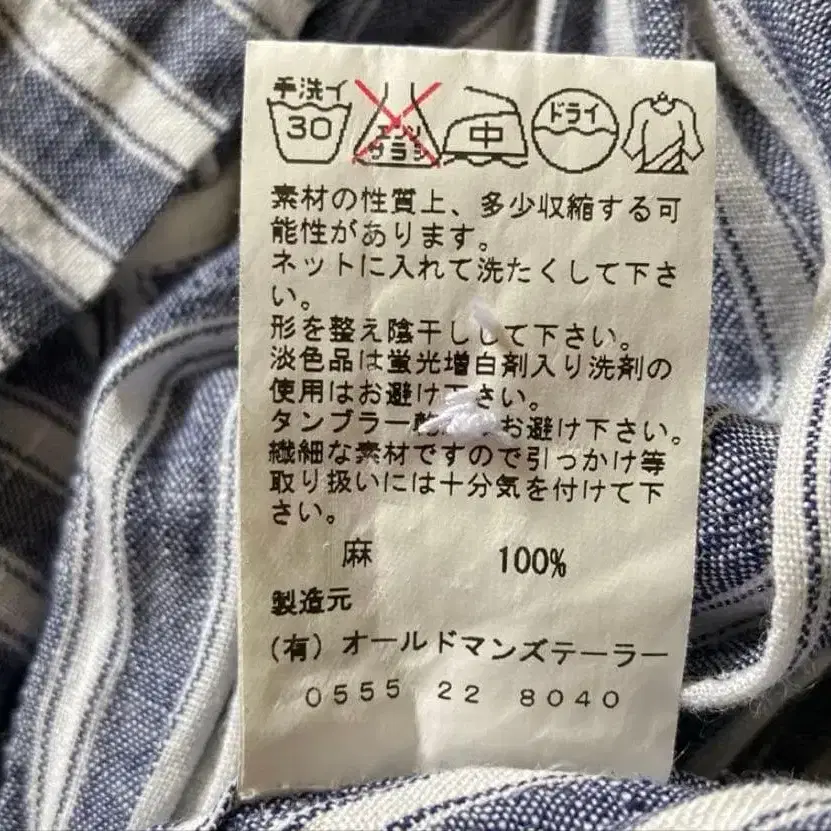 手洗イ
30
エンソ
サラシ
中
ドライ
素材の性質上、多少収縮する可
能性があります。
ネットに入れて洗たくして下さ
い。
形を整え陰干しして下さい。
淡色品は蛍光増白剤入り洗剤の
使用はお避け下さい。
タンブラー乾 お避け下さい。
繊細な素材ですので引っかけ等
取り扱いには十分気を付けて下
さい。
麻 100%
製造元
(有) オールドマンズテーラー
0555 22 8040